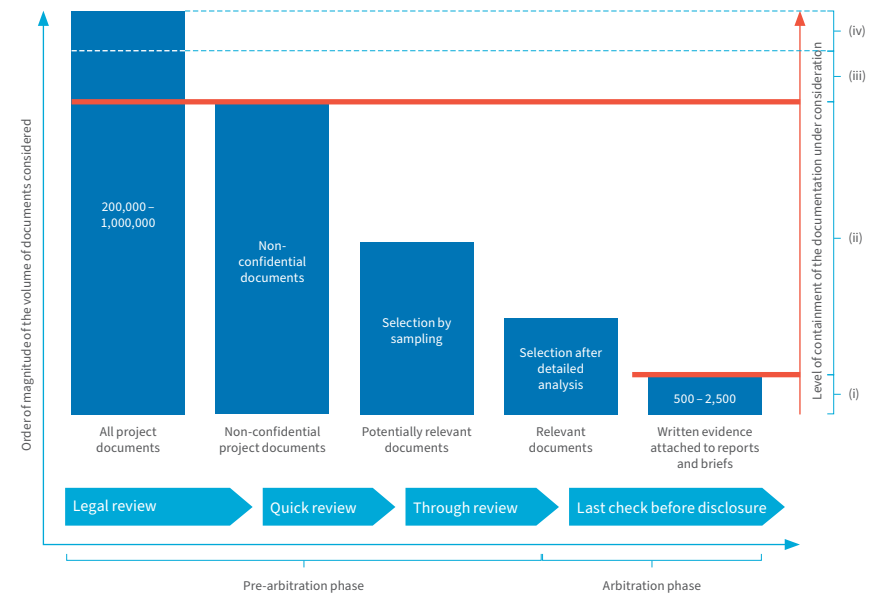 Order of magnitude of the volume of documents considered
200,000 –
1,000,000
Non-
confidential
documents
Selection by
sampling
Selection after
detailed
analysis
500 – 2,500
Level of containment of the documentation under consideration
(iv)
(iii)
(ii)
(i)
All project
documents
Non-confidential
project documents
Potentially relevant
documents
Relevant
documents
Written evidence
attached to reports
and briefs
Legal review
Quick review
Through review
Last check before disclosure
Pre-arbitration phase
Arbitration phase